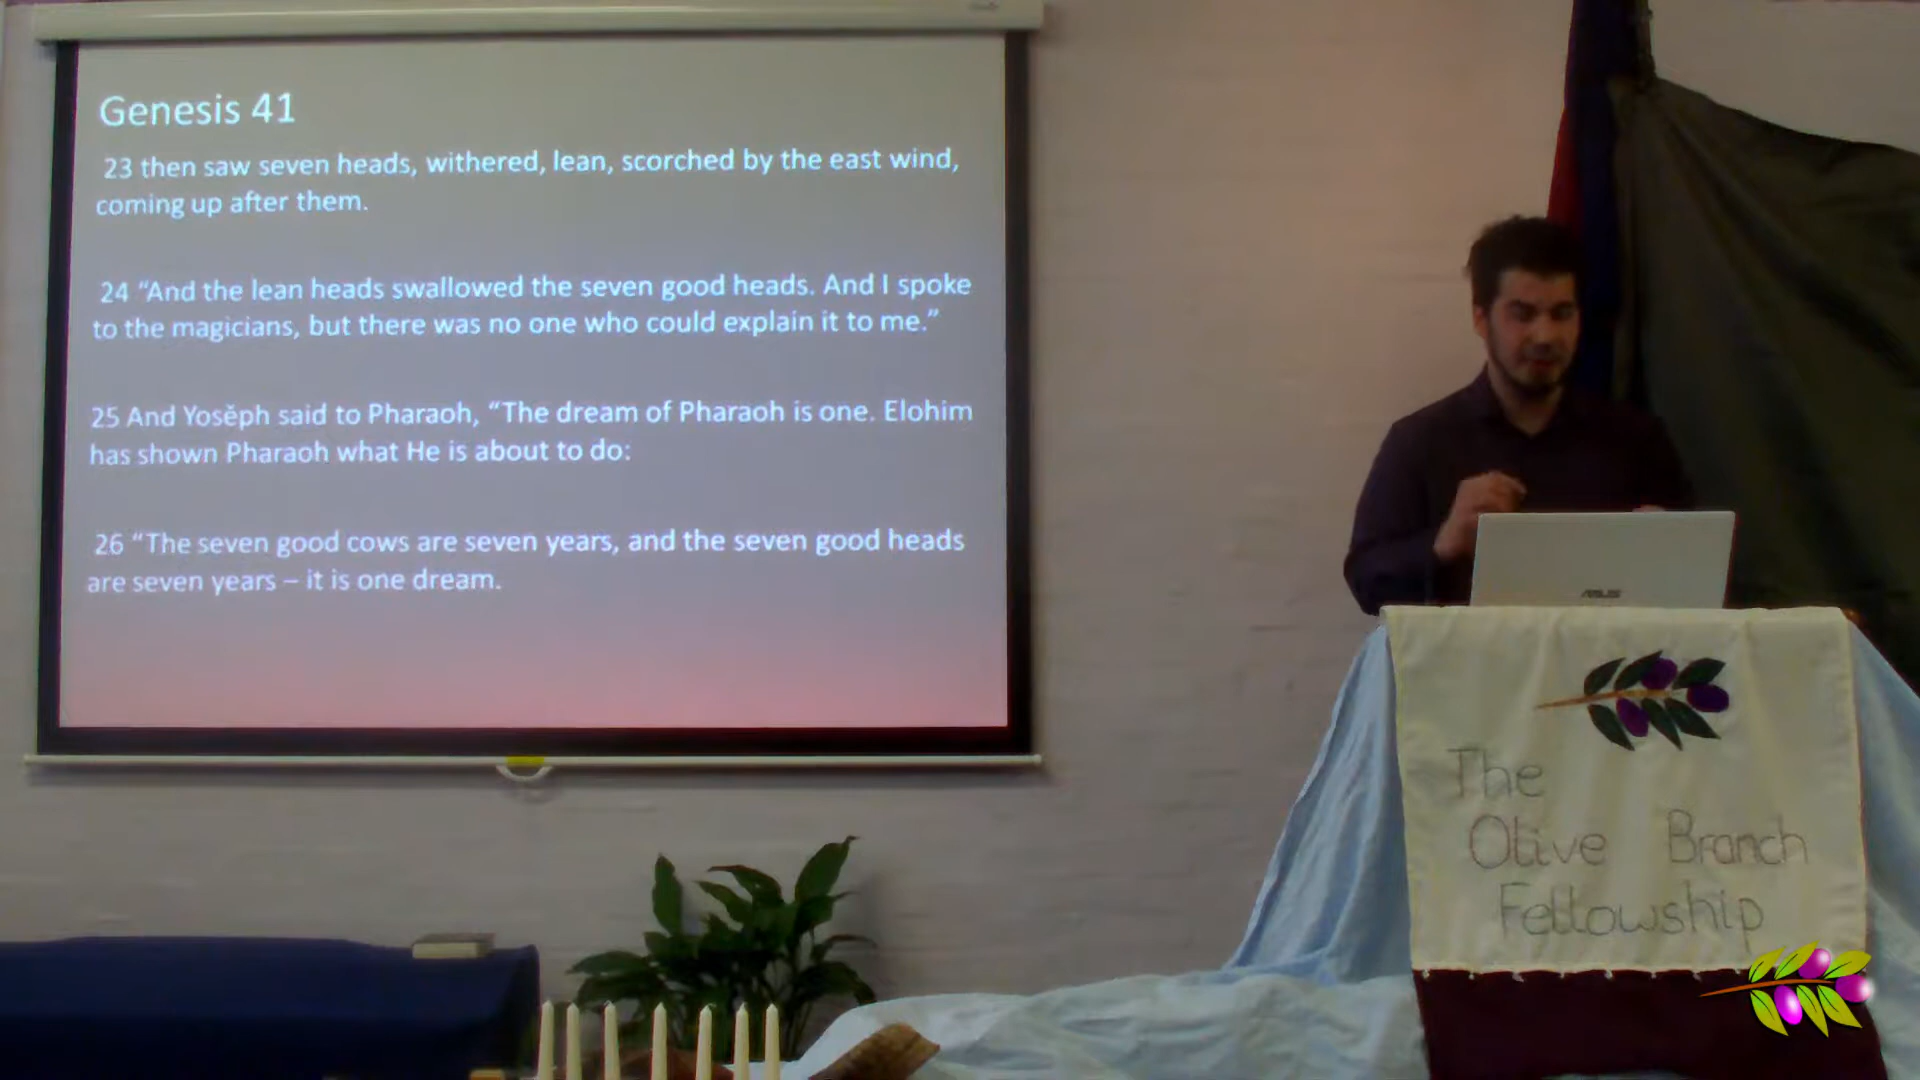 Genesis 41
23 then saw seven heads, withered, lean, scorched by the east wind,
coming up after them.
24 “And the lean heads swallowed the seven good heads. And I spoke
to the magicians, but there was no one who could explain it to me.”
25 And Yosĕph said to Pharaoh, “The dream of Pharaoh is one. Elohim
has shown Pharaoh what He is about to do:
26 “The seven good cows are seven years, and the seven good heads
are seven years – it is one dream.
ASUS
The
Olive Branch
Fellowship